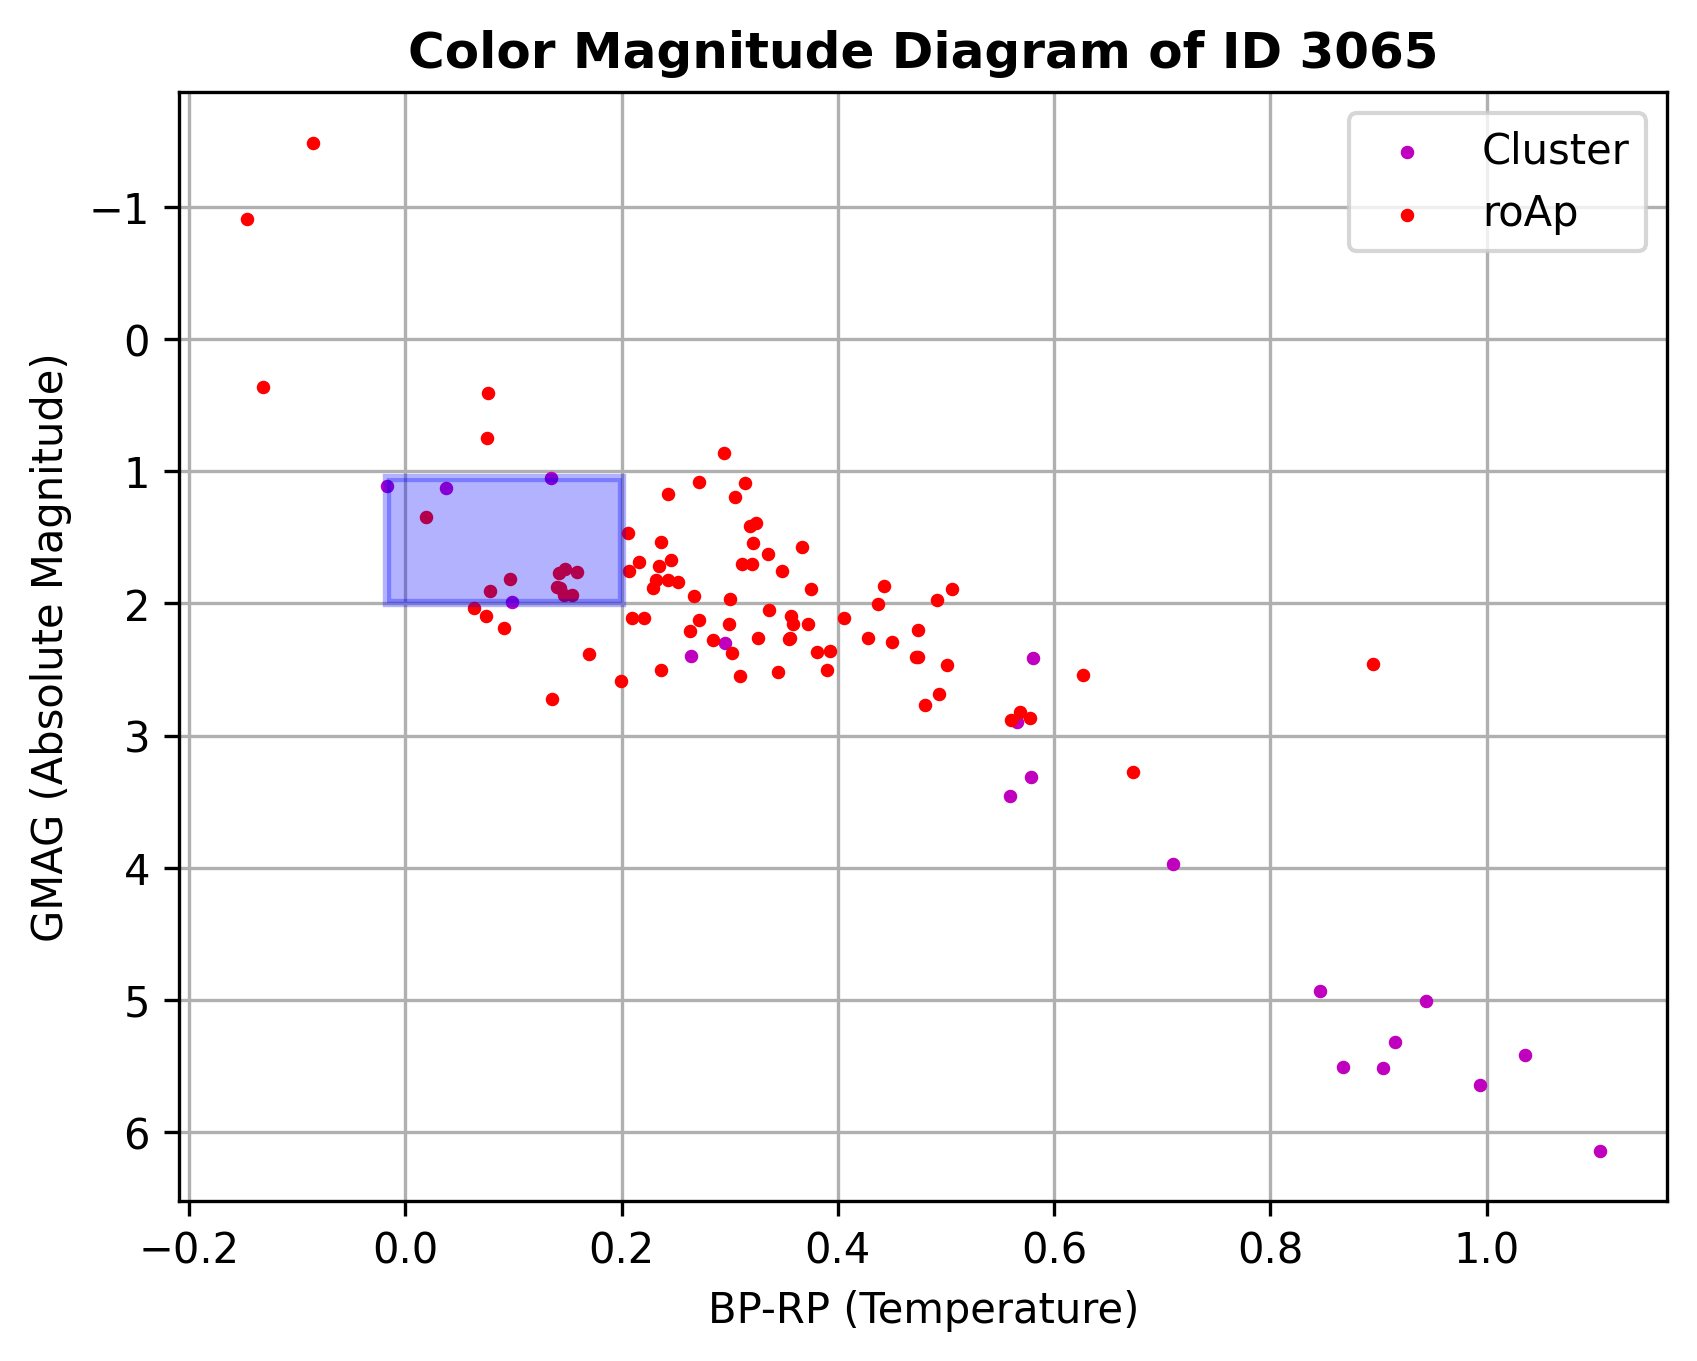 Color Magnitude Diagram of ID 3065
Cluster
roAp
GMAG (Absolute Magnitude)
−1
0
1
2
3
4
5
6
−0.2 0.0 0.2 0.4 0.6 0.8 1.0
BP-RP (Temperature)